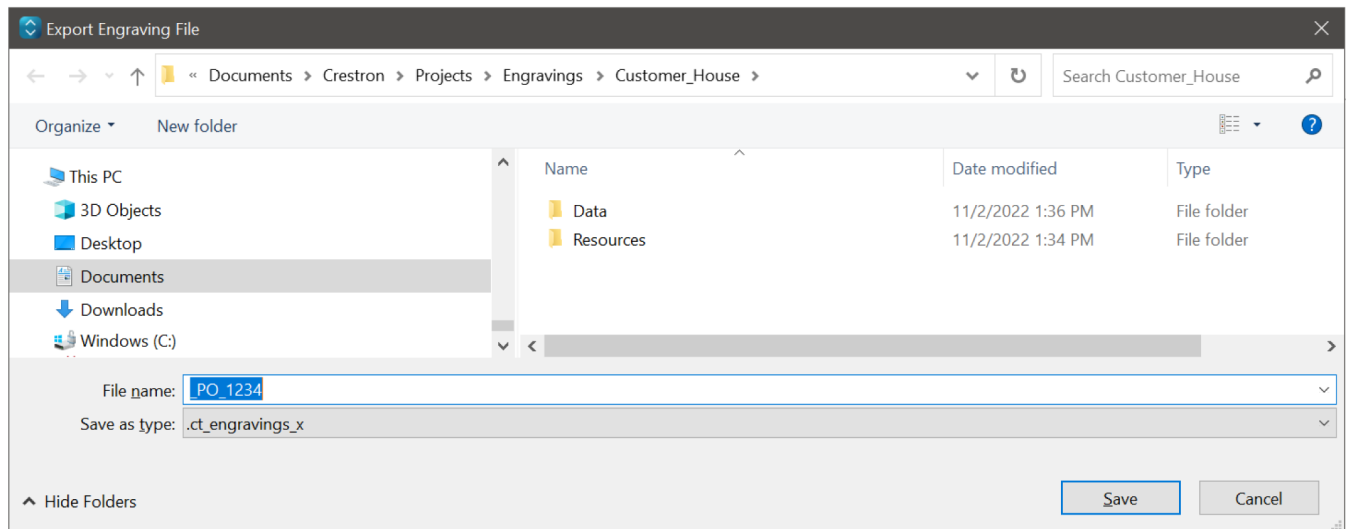 Export Engraving File
« Documents > Crestron > Projects > Engravings > Customer_House >
Search Customer_House
Organize
New folder
?
Name
Date modified
Type
This PC
3D Objects
Desktop
Documents
Downloads
Windows (C:)
Data
11/2/2022 1:36 PM
File folder
Resources
11/2/2022 1:34 PM
File folder
File name:
_PO_1234
Save as type:
.ct_engravings_x
Hide Folders
Save
Cancel